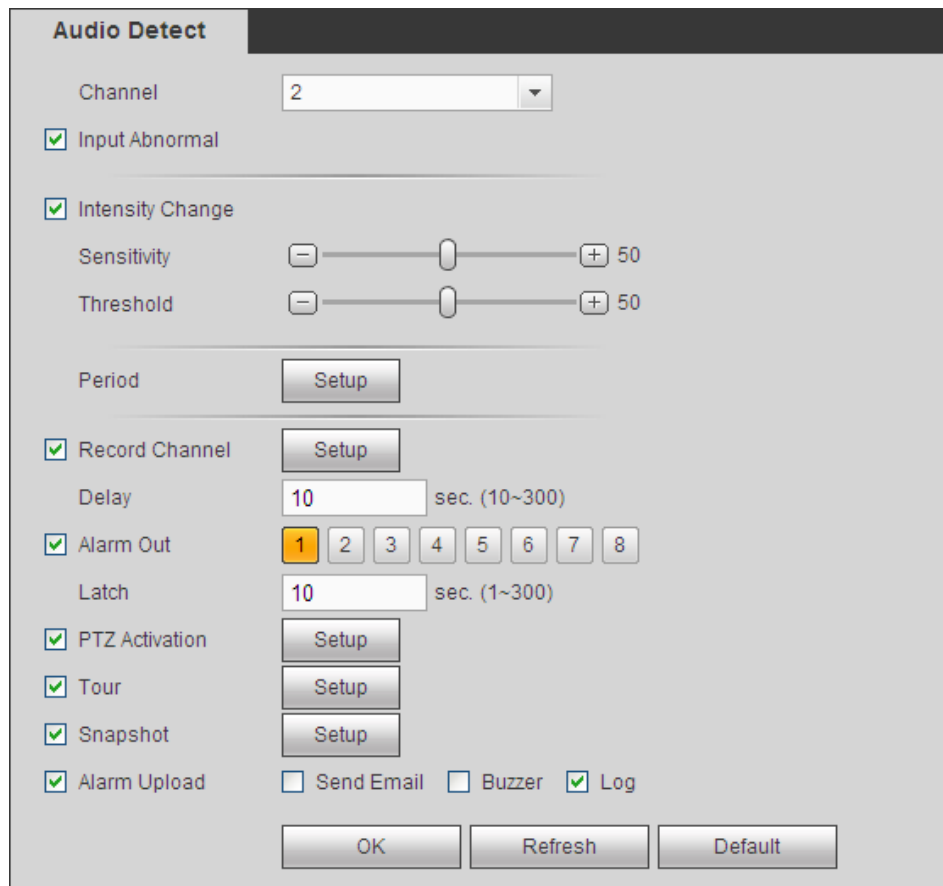 Audio Detect
Channel 2
Input Abnormal
Intensity Change
Sensitivity 50
Threshold 50
Period Setup
Record Channel Setup
Delay 10 sec. (10~300)
Alarm Out 1 2 3 4 5 6 7 8
Latch 10 sec. (1~300)
PTZ Activation Setup
Tour Setup
Snapshot Setup
Alarm Upload Send Email Buzzer Log
OK Refresh Default